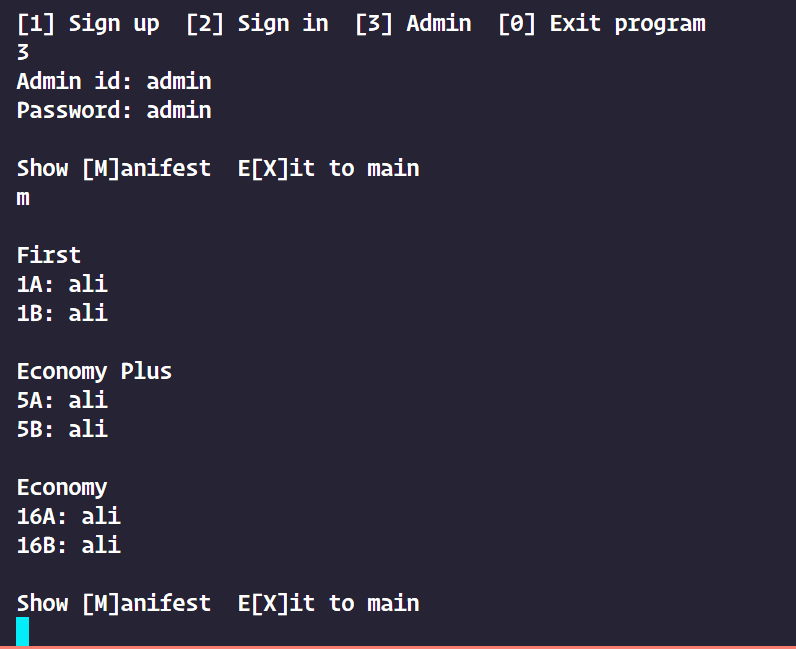 [1] Sign up  [2] Sign in  [3] Admin  [0] Exit program
3
Admin id: admin
Password: admin
Show [M]anifest  E[X]it to main
m
First
1A: ali
1B: ali
Economy Plus
5A: ali
5B: ali
Economy
16A: ali
16B: ali
Show [M]anifest  E[X]it to main